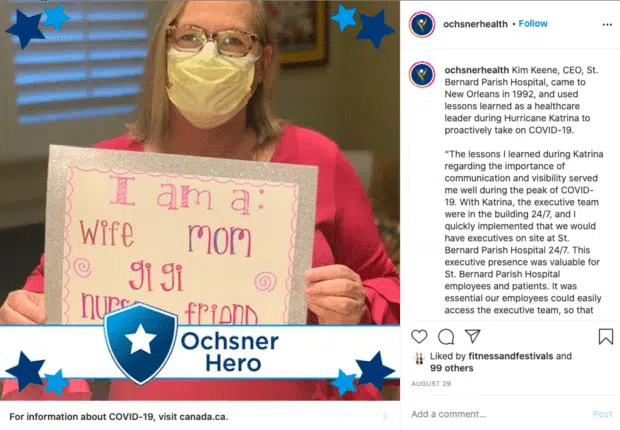 I am a:
wife mom
gigi
friend
Ochsner
Hero
For information about COVID-19, visit canada.ca.
ochsnerhealth • Follow
ochsnerhealth Kim Keene, CEO, St.
Bernard Parish Hospital, came to
New Orleans in 1992, and used
lessons learned as a healthcare
leader during Hurricane Katrina to
proactively take on COVID-19.
"The lessons I learned during Katrina
regarding the importance of
communication and visibility served
me well during the peak of COVID-
19. With Katrina, the executive team
were in the building 24/7, and I
quickly implemented that we would
have executives on site at St.
Bernard Parish Hospital 24/7. This
executive presence was valuable for
St. Bernard Parish Hospital
employees and patients. It was
essential our employees could easily
access the executive team, so that
Liked by fitnessandfestivals and
99 others
AUGUST 29
Add a comment... Post